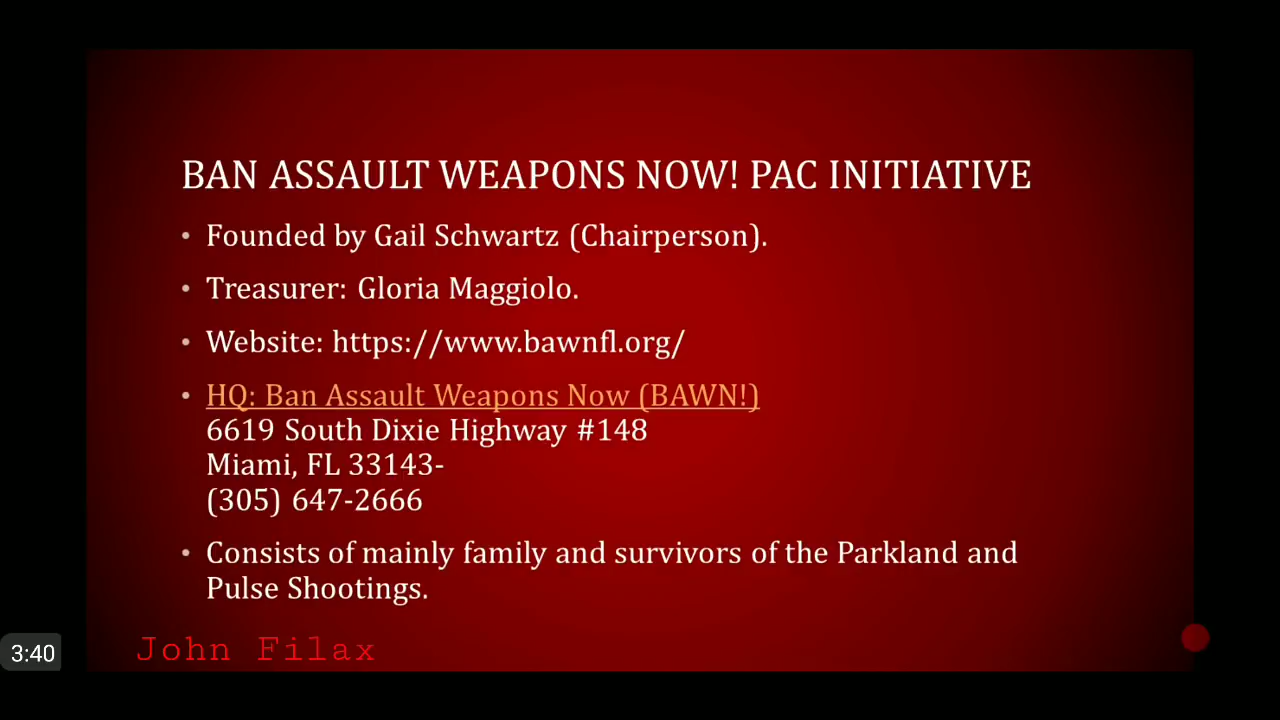 BAN ASSAULT WEAPONS NOW! PAC INITIATIVE
• Founded by Gail Schwartz (Chairperson).
• Treasurer: Gloria Maggiolo.
• Website: https://www.bawnfl.org/
• HQ: Ban Assault Weapons Now (BAWN!)
6619 South Dixie Highway #148
Miami, FL 33143-
(305) 647-2666
• Consists of mainly family and survivors of the Parkland and
Pulse Shootings.
John Filax
3:40